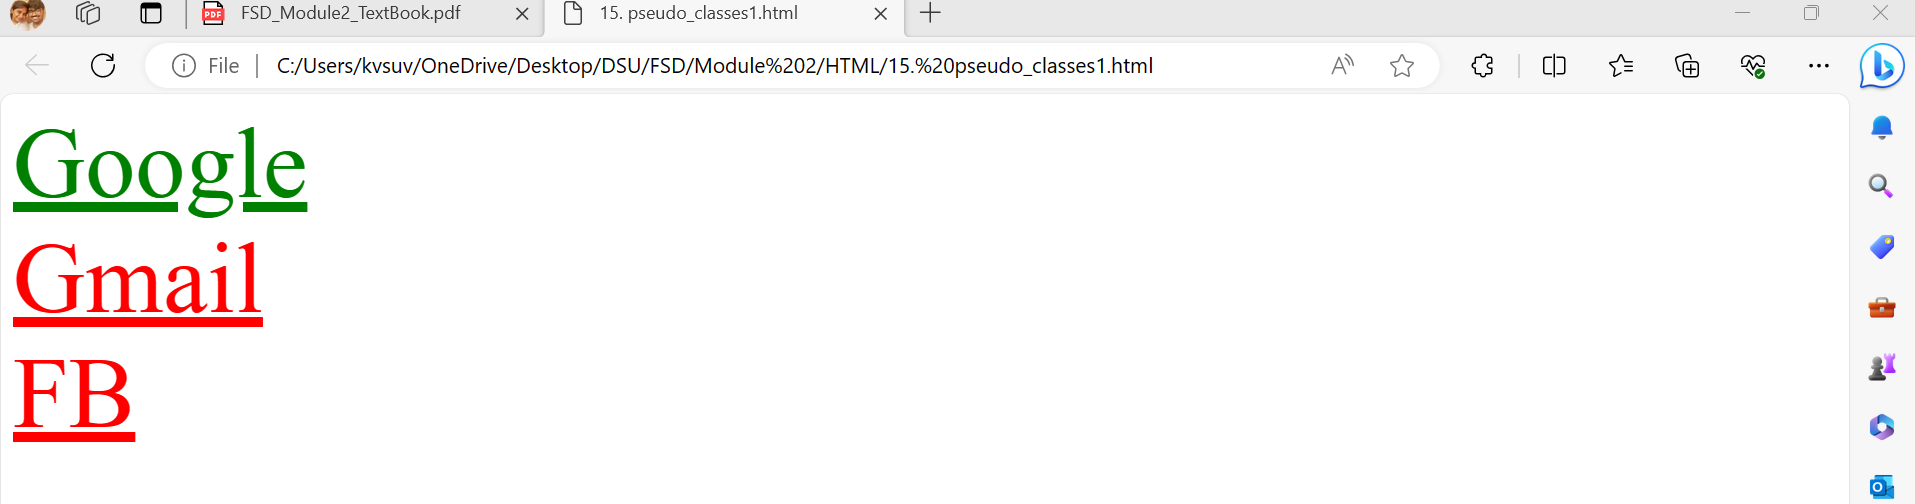 PDF FSD_Module2_TextBook.pdf 15. pseudo_classes1.html
File C:/Users/kvsuv/OneDrive/Desktop/DSU/FSD/Module%202/HTML/15.%20pseudo_classes1.html A
Google
Gmail
FB